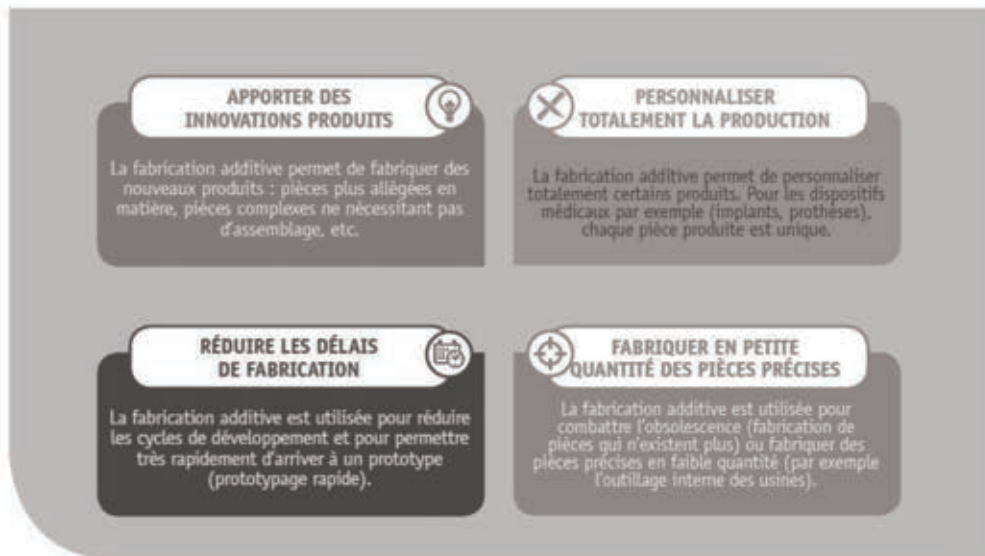 APPORTER DES
INNOVATIONS PRODUITS
La fabrication additive permet de fabriquer des
nouveaux produits : pièces plus allégées en
matière, pièces complexes ne nécessitant pas
d'assemblage, etc.
PERSONNALISER
TOTALEMENT LA PRODUCTION
La fabrication additive permet de personnaliser
totalement certains produits. Pour les dispositifs
médicaux par exemple (implants, prothèses),
chaque pièce produite est unique.
RÉDUIRE LES DÉLAIS
DE FABRICATION
La fabrication additive est utilisée pour réduire
les cycles de développement et pour permettre
très rapidement d'arriver à un prototype
(prototypage rapide).
FABRIQUER EN PETITE
QUANTITÉ DES PIÈCES PRÉCISES
La fabrication additive est utilisée pour
combattre l'obsolescence (fabrication de
pièces qui n'existent plus) ou fabriquer des
pièces précises en faible quantité (par exemple
l'outillage interne des usines).